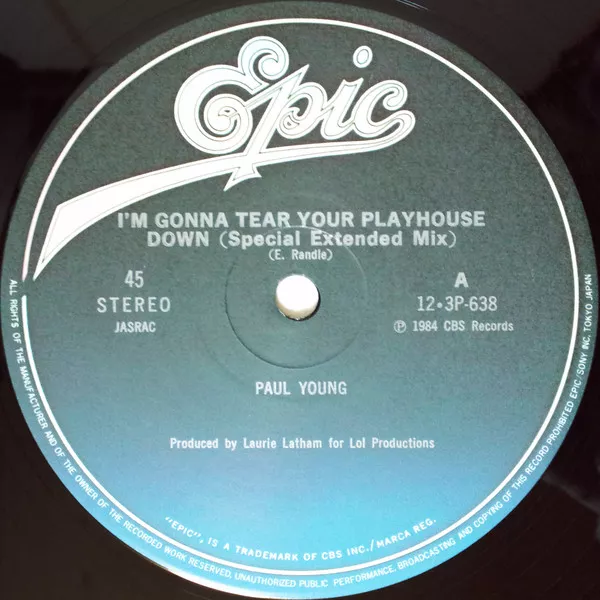 Epic
I'M GONNA TEAR YOUR PLAYHOUSE
DOWN (Special Extended Mix)
(E. Randle)
45
STEREO
JASRAC
A
12•3P-638
℗ 1984 CBS Records
PAUL YOUNG
Produced by Laurie Latham for Lol Productions
"EPIC", IS A TRADEMARK OF CBS INC./MARCA REG.
ALL RIGHTS OF THE MANUFACTURER AND OF THE OWNER OF THE RECORDED WORK RESERVED. UNAUTHORIZED PUBLIC PERFORMANCE, BROADCASTING AND COPYING OF THIS RECORD PROHIBITED EPIC/SONY INC. TOKYO JAPAN